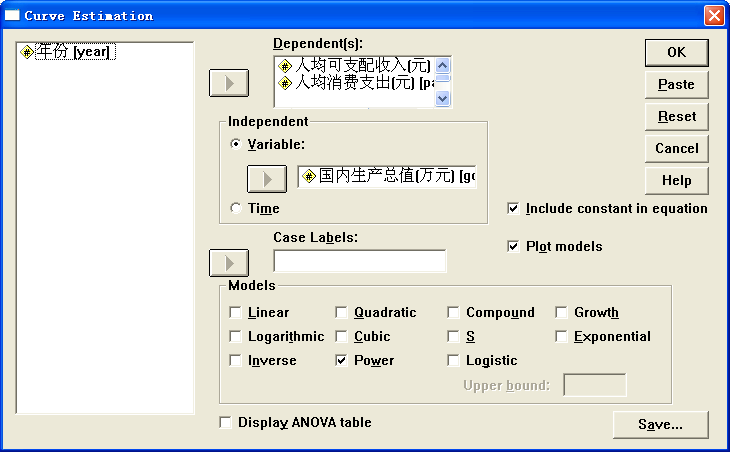 Curve Estimation
年份 [year]
Dependent(s):
人均可支配收入(元)
人均消费支出(元) [pa
Independent
Variable:
国内生产总值(万元) [g
Time
Case Labels:
Models
Linear
Quadratic
Compound
Growth
Logarithmic
Cubic
S
Exponential
Inverse
Power
Logistic
Upper bound:
Display ANOVA table
OK
Paste
Reset
Cancel
Help
Include constant in equation
Plot models
Save...